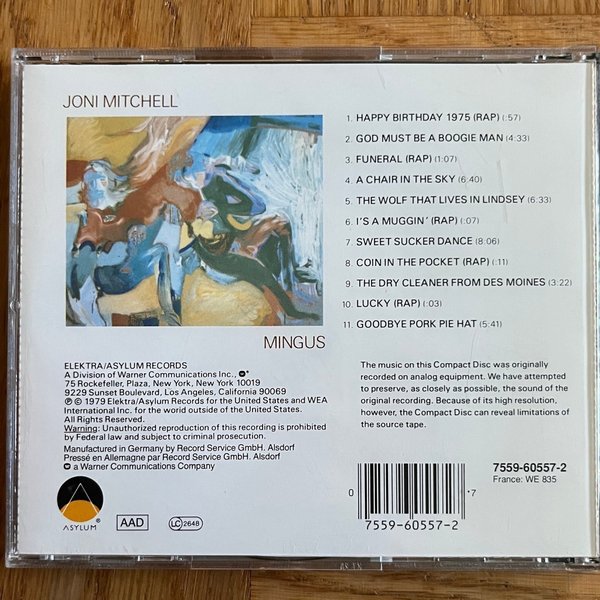 JONI MITCHELL
MINGUS
1. HAPPY BIRTHDAY 1975 (RAP) (:57)
2. GOD MUST BE A BOOGIE MAN (4:33)
3. FUNERAL (RAP) (1:07)
4. A CHAIR IN THE SKY (6:40)
5. THE WOLF THAT LIVES IN LINDSEY (6:33)
6. I'S A MUGGIN' (RAP) (:07)
7. SWEET SUCKER DANCE (8:06)
8. COIN IN THE POCKET (RAP) (:11)
9. THE DRY CLEANER FROM DES MOINES (3:22)
10. LUCKY (RAP) (:03)
11. GOODBYE PORK PIE HAT (5:41)
ELEKTRA/ASYLUM RECORDS
A Division of Warner Communications Inc.,
75 Rockefeller, Plaza, New York, New York 10019
9229 Sunset Boulevard, Los Angeles, California 90069
℗ © 1979 Elektra/Asylum Records for the United States and WEA
International Inc. for the world outside of the United States.
All Rights Reserved.
Warning: Unauthorized reproduction of this recording is prohibited
by Federal law and subject to criminal prosecution.
Manufactured in Germany by Record Service GmbH. Alsdorf
Pressé en Allemagne par Record Service GmbH. Alsdorf
a Warner Communications Company
The music on this Compact Disc was originally
recorded on analog equipment. We have attempted
to preserve, as closely as possible, the sound of the
original recording. Because of its high resolution,
however, the Compact Disc can reveal limitations of
the source tape.
7559-60557-2
France: WE 835
0 7559-60557-2 "7
ASYLUM ®
AAD
LC 2648